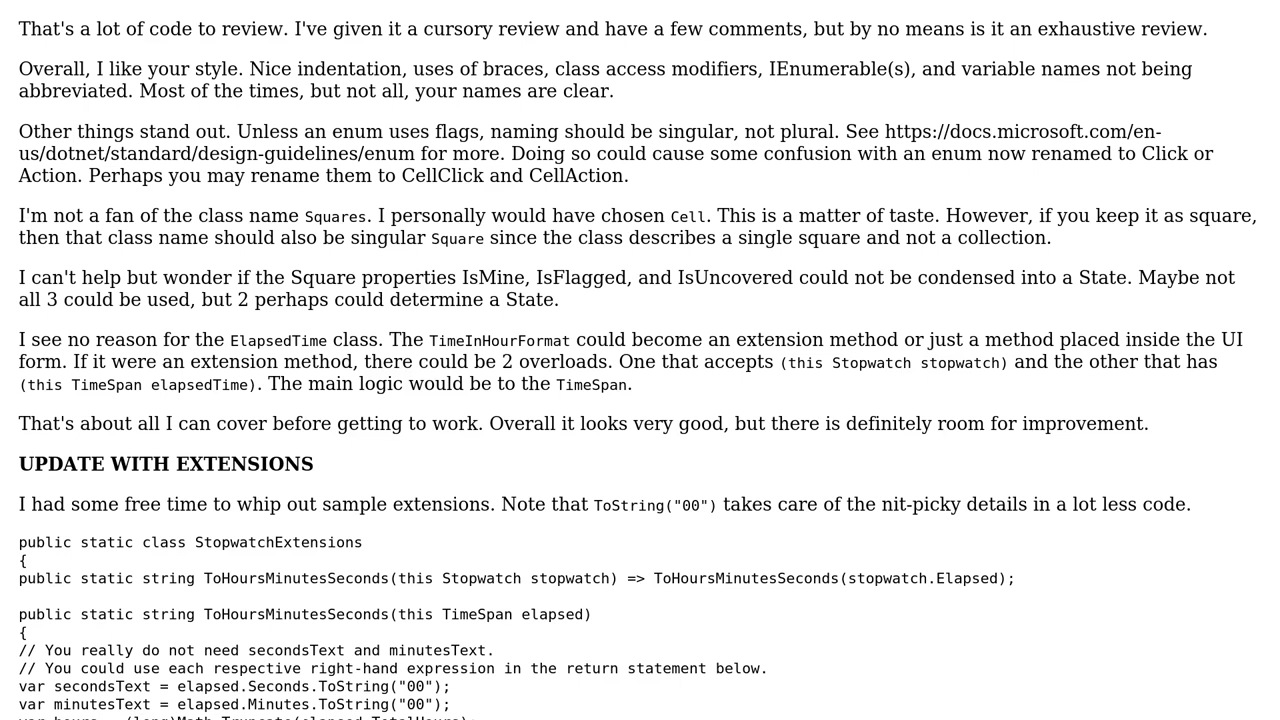 That's a lot of code to review. I've given it a cursory review and have a few comments, but by no means is it an exhaustive review.
Overall, I like your style. Nice indentation, uses of braces, class access modifiers, IEnumerable(s), and variable names not being
abbreviated. Most of the times, but not all, your names are clear.
Other things stand out. Unless an enum uses flags, naming should be singular, not plural. See https://docs.microsoft.com/en-
us/dotnet/standard/design-guidelines/enum for more. Doing so could cause some confusion with an enum now renamed to Click or
Action. Perhaps you may rename them to CellClick and CellAction.
I'm not a fan of the class name Squares. I personally would have chosen Cell. This is a matter of taste. However, if you keep it as square,
then that class name should also be singular Square since the class describes a single square and not a collection.
I can't help but wonder if the Square properties IsMine, IsFlagged, and IsUncovered could not be condensed into a State. Maybe not
all 3 could be used, but 2 perhaps could determine a State.
I see no reason for the ElapsedTime class. The TimeInHourFormat could become an extension method or just a method placed inside the UI
form. If it were an extension method, there could be 2 overloads. One that accepts (this Stopwatch stopwatch) and the other that has
(this TimeSpan elapsedTime). The main logic would be to the TimeSpan.
That's about all I can cover before getting to work. Overall it looks very good, but there is definitely room for improvement.
UPDATE WITH EXTENSIONS
I had some free time to whip out sample extensions. Note that ToString("00") takes care of the nit-picky details in a lot less code.
public static class StopwatchExtensions
{
public static string ToHoursMinutesSeconds(this Stopwatch stopwatch) => ToHoursMinutesSeconds(stopwatch.Elapsed);
public static string ToHoursMinutesSeconds(this TimeSpan elapsed)
{
// You really do not need secondsText and minutesText.
// You could use each respective right-hand expression in the return statement below.
var secondsText = elapsed.Seconds.ToString("00");
var minutesText = elapsed.Minutes.ToString("00");
var hours = (long)Math.Truncate(elapsed.TotalHours);